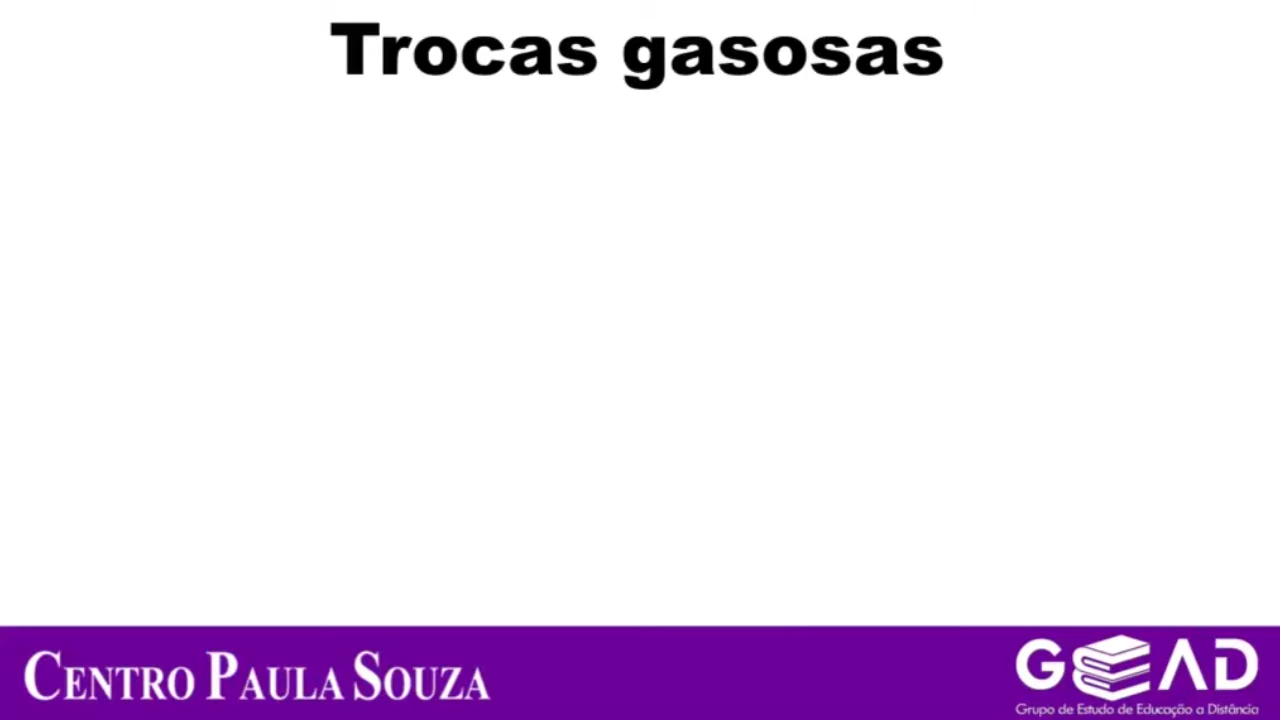 Trocas gasosas
CENTRO PAULA SOUZA
GEAD
Grupo de Estudo de Educação a Distância